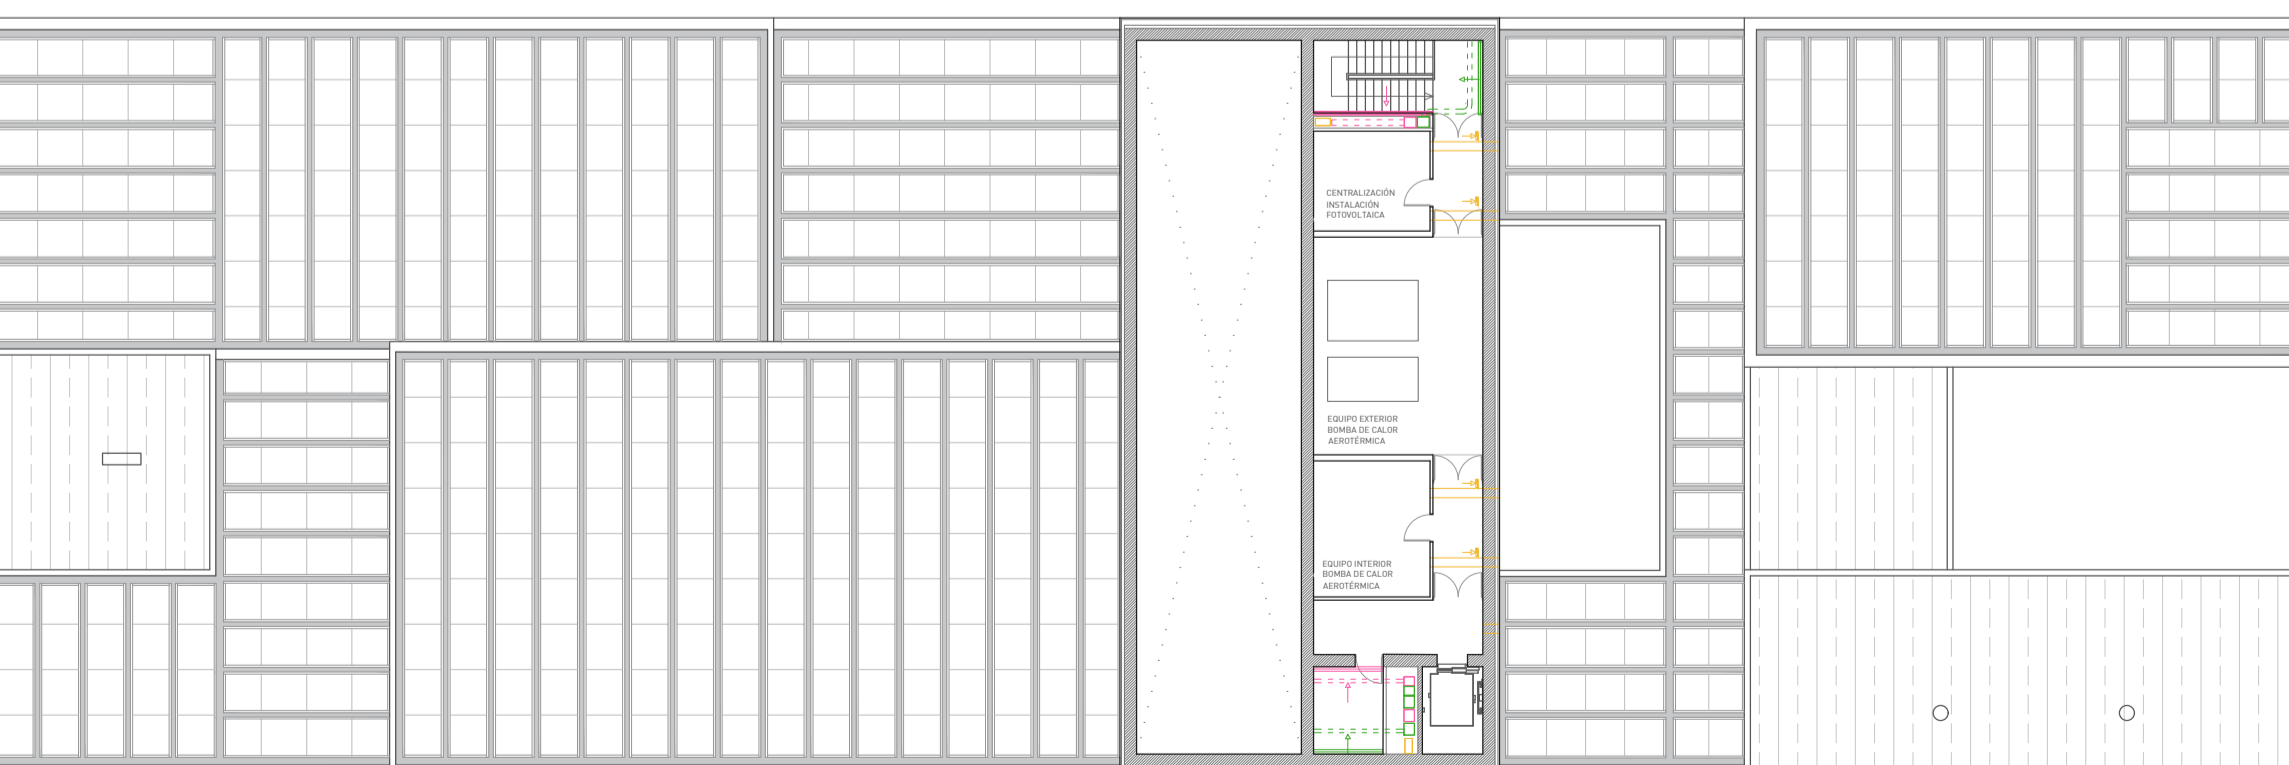 CENTRALIZACIÓN
INSTALACIÓN
FOTOVOLTAICA
EQUIPO EXTERIOR
BOMBA DE CALOR
AEROTÉRMICA
EQUIPO INTERIOR
BOMBA DE CALOR
AEROTÉRMICA